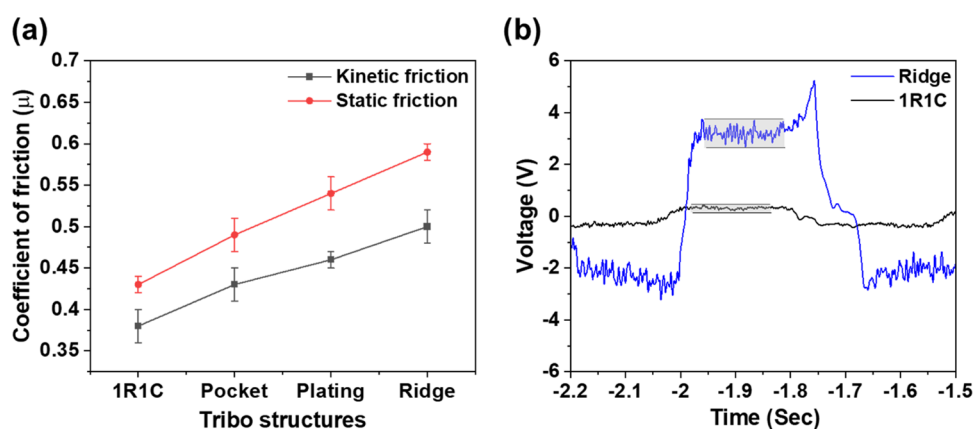 (a)
0.7
0.65
0.6
0.55
0.5
0.45
0.4
0.35
Coefficient of friction (μ)
Kinetic friction
Static friction
1R1C Pocket Plating Ridge
Tribo structures
(b)
6
4
2
0
-2
-4
-6
Voltage (V)
Ridge
1R1C
-2.2 -2.1 -2 -1.9 -1.8 -1.7 -1.6 -1.5
Time (Sec)